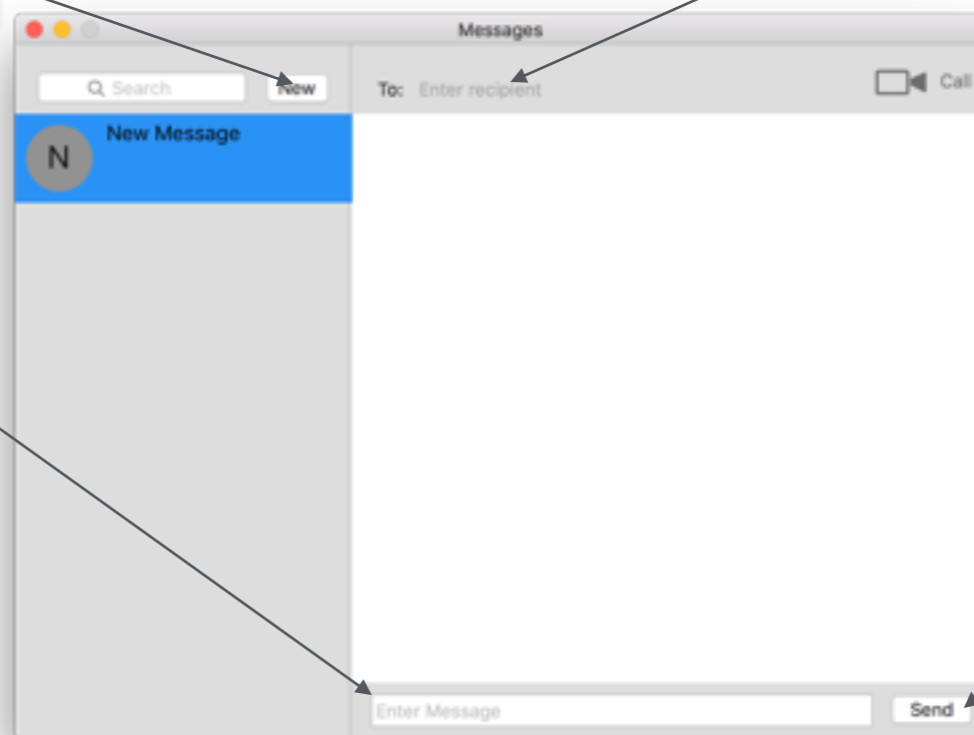 Messages
Search
New
To: Enter recipient
Call
New Message
N
Enter Message
Send